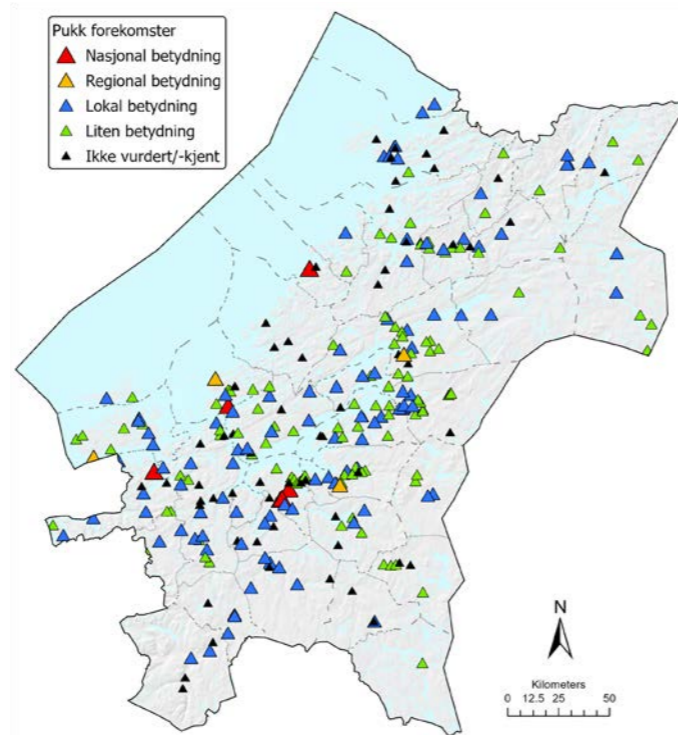 Pukk forekomster
Nasjonal betydning
Regional betydning
Lokal betydning
Liten betydning
Ikke vurdert/-kjent
N
Kilometers
0 12.5 25 50